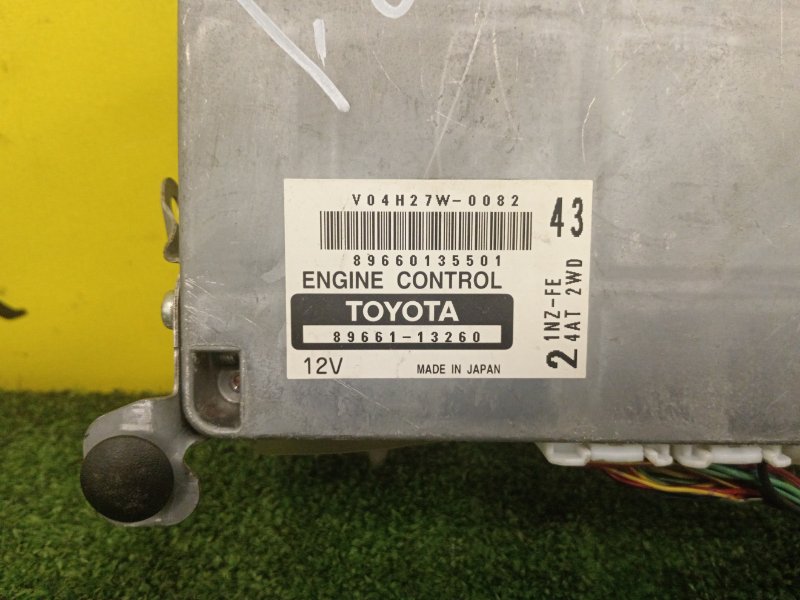 V04H27W-0082
89660135501
ENGINE CONTROL
TOYOTA
89661-13260
12V
MADE IN JAPAN
43
1NZ-FE
4AT 2WD
2